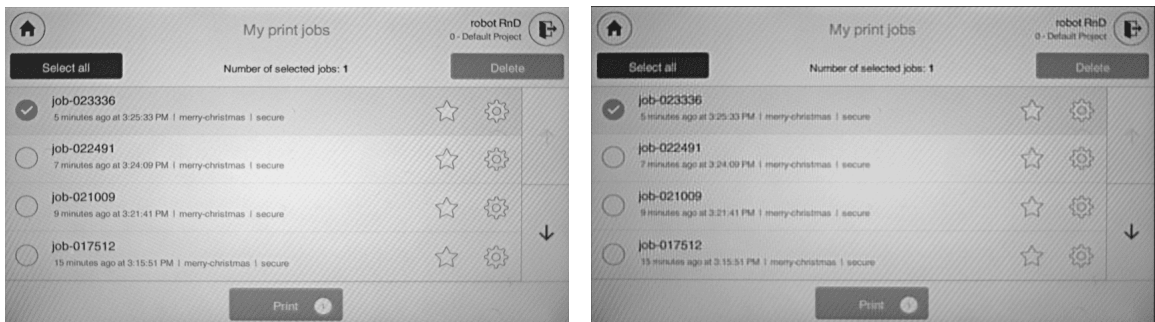 My print jobs
robot RnD
0 - Default Project
Select all
Number of selected jobs: 1
Delete
job-023336
5 minutes ago at 3:25:33 PM | merry-christmas | secure
job-022491
7 minutes ago at 3:24:09 PM | merry-christmas | secure
job-021009
9 minutes ago at 3:21:41 PM | merry-christmas | secure
job-017512
15 minutes ago at 3:15:51 PM | merry-christmas | secure
Print
My print jobs
robot RnD
0 - Default Project
Select all
Number of selected jobs: 1
Delete
job-023336
5 minutes ago at 3:25:33 PM | merry-christmas | secure
job-022491
7 minutes ago at 3:24:09 PM | merry-christmas | secure
job-021009
9 minutes ago at 3:21:41 PM | merry-christmas | secure
job-017512
15 minutes ago at 3:15:51 PM | merry-christmas | secure
Print